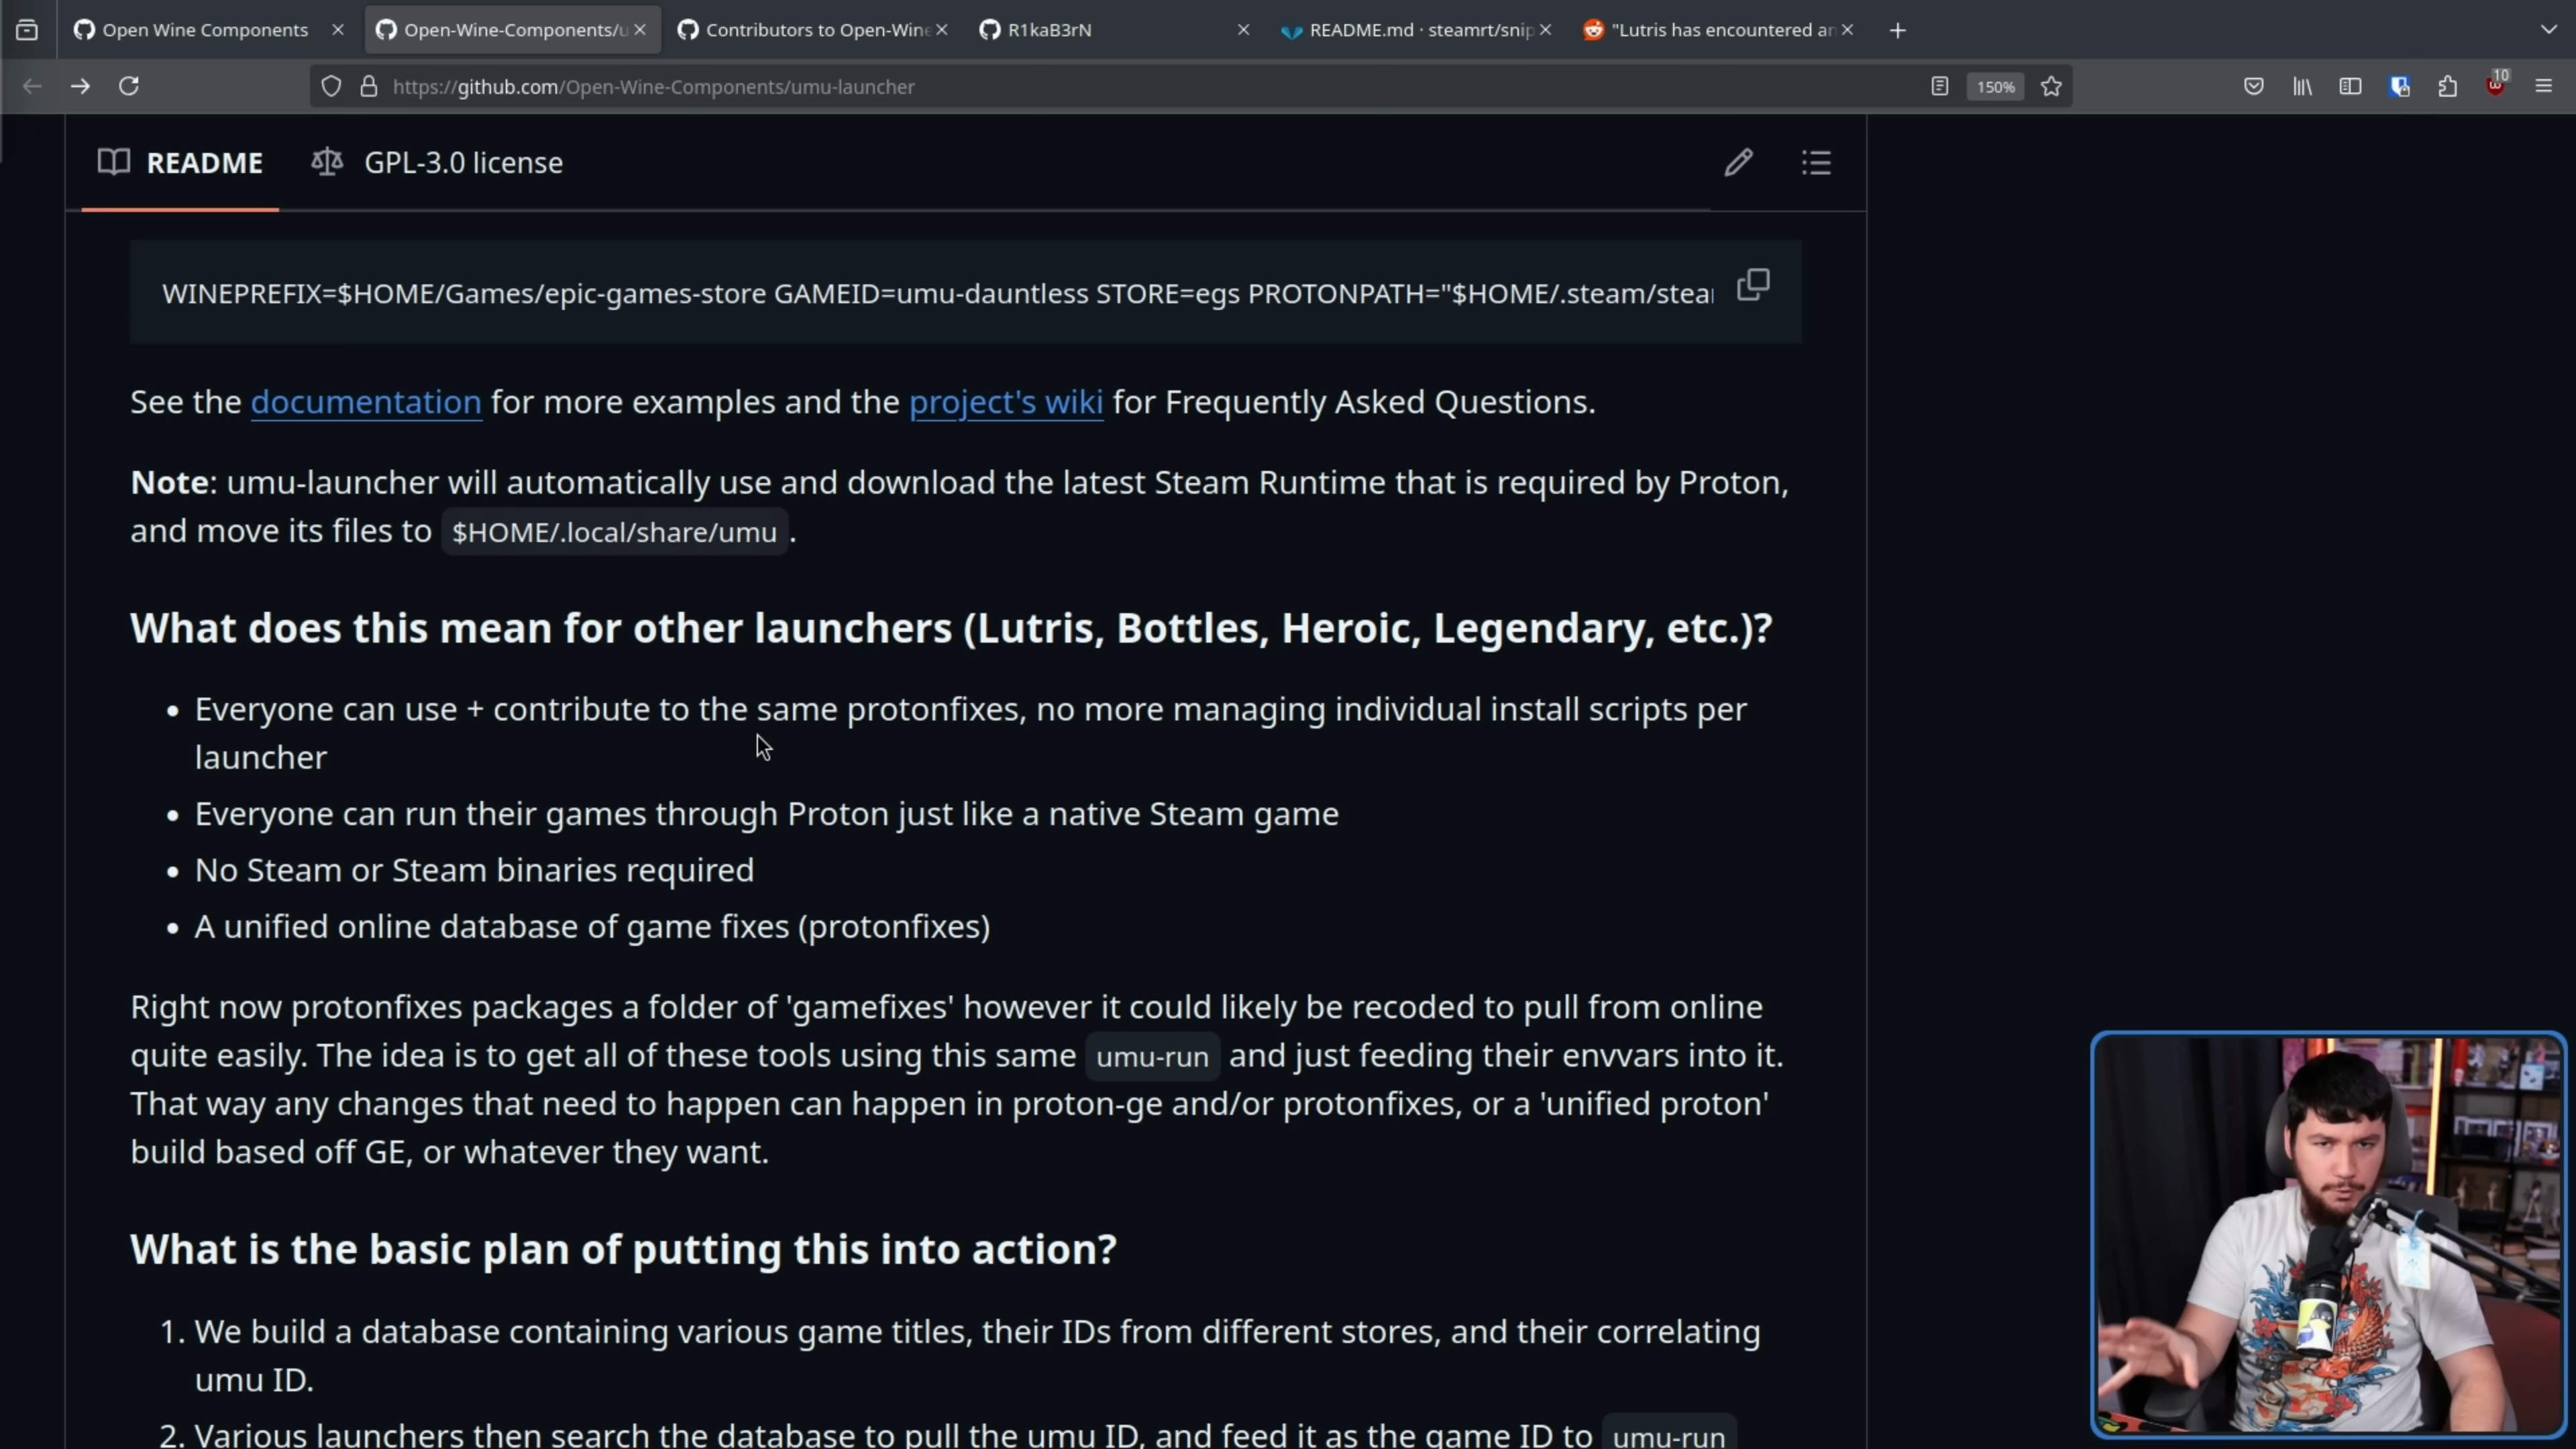 Open Wine Components
Open-Wine-Components/u
Contributors to Open-Wine
R1kaB3rN
README.md · steamrt/snip
"Lutris has encountered an
https://github.com/Open-Wine-Components/umu-launcher
150%
10
README
GPL-3.0 license
WINEPREFIX=$HOME/Games/epic-games-store GAMEID=umu-dauntless STORE=egs PROTONPATH="$HOME/.steam/stea
See the documentation for more examples and the project's wiki for Frequently Asked Questions.
Note: umu-launcher will automatically use and download the latest Steam Runtime that is required by Proton,
and move its files to $HOME/.local/share/umu .
What does this mean for other launchers (Lutris, Bottles, Heroic, Legendary, etc.)?
• Everyone can use + contribute to the same protonfixes, no more managing individual install scripts per
launcher
• Everyone can run their games through Proton just like a native Steam game
• No Steam or Steam binaries required
• A unified online database of game fixes (protonfixes)
Right now protonfixes packages a folder of 'gamefixes' however it could likely be recoded to pull from online
quite easily. The idea is to get all of these tools using this same umu-run and just feeding their envvars into it.
That way any changes that need to happen can happen in proton-ge and/or protonfixes, or a 'unified proton'
build based off GE, or whatever they want.
What is the basic plan of putting this into action?
1. We build a database containing various game titles, their IDs from different stores, and their correlating
umu ID.
2. Various launchers then search the database to pull the umu ID, and feed it as the game ID to umu-run